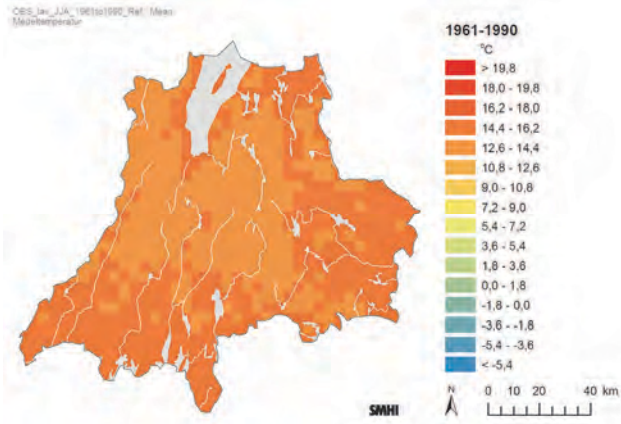 JJA_1961to1990_Ref. Mean
Medeltemperatur
1961-1990
°C
> 19,8
18,0 - 19,8
16,2 - 18,0
14,4 - 16,2
12,6 - 14,4
10,8 - 12,6
9,0 - 10,8
7,2 - 9,0
5,4 - 7,2
3,6 - 5,4
1,8 - 3,6
0,0 - 1,8
-1,8 - 0,0
-3,6 - -1,8
-5,4 - -3,6
< -5,4
SMHI
N
0 10 20 40 km